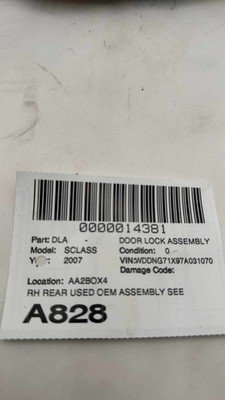 0000014381
Part: DLA - DOOR LOCK ASSEMBLY
Model: SCLASS Condition: 0 -
2007 VIN:WDDNG71X97A031070
Damage Code:
Location: AA2BOX4
RH REAR USED OEM ASSEMBLY SEE
A828